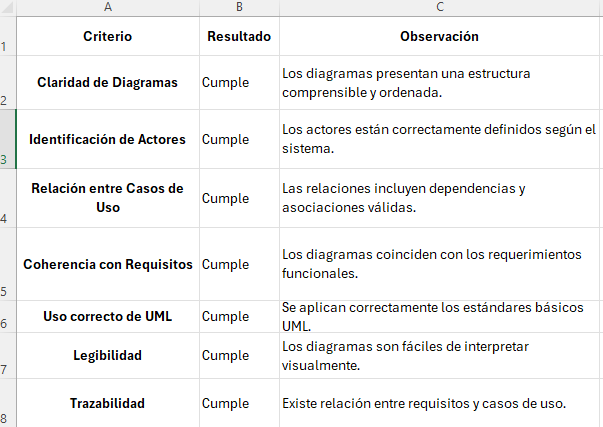 A B C
1 Criterio Resultado Observación
2 Claridad de Diagramas Cumple Los diagramas presentan una estructura
comprensible y ordenada.
3 Identificación de Actores Cumple Los actores están correctamente definidos según el
sistema.
4 Relación entre Casos de
Uso Cumple Las relaciones incluyen dependencias y
asociaciones válidas.
5 Coherencia con Requisitos Cumple Los diagramas coinciden con los requerimientos
funcionales.
6 Uso correcto de UML Cumple Se aplican correctamente los estándares básicos
UML.
7 Legibilidad Cumple Los diagramas son fáciles de interpretar
visualmente.
8 Trazabilidad Cumple Existe relación entre requisitos y casos de uso.